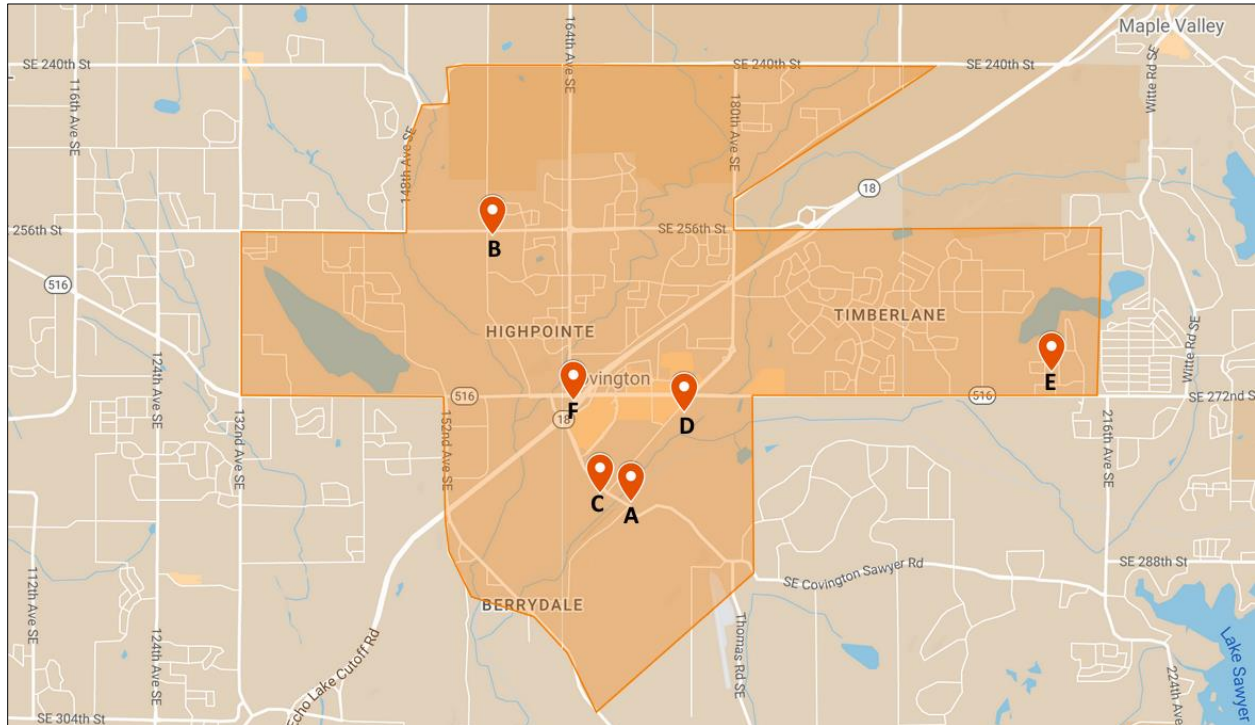 Maple Valley
SE 240th St
164th Ave SE
SE 240th St
SE 240th St
116th Ave SE
148th Ave SE
180th Ave SE
Witte Rd SE
18
256th St
B
SE 256th St
516
HIGHPOINTE
TIMBERLANE
124th Ave SE
Witte Rd SE
ovington
E
516
F
D
516
SE 272nd S
18
132nd Ave SE
152nd Ave SE
216th Ave SE
C
A
112th Ave SE
SE 288th St
SE Covington Sawyer Rd
BERRYDALE
124th Ave SE
Echo Lake Cutoff Rd
Thomas Rd SE
224th Ave
Lake Sawyer
SE 304th St